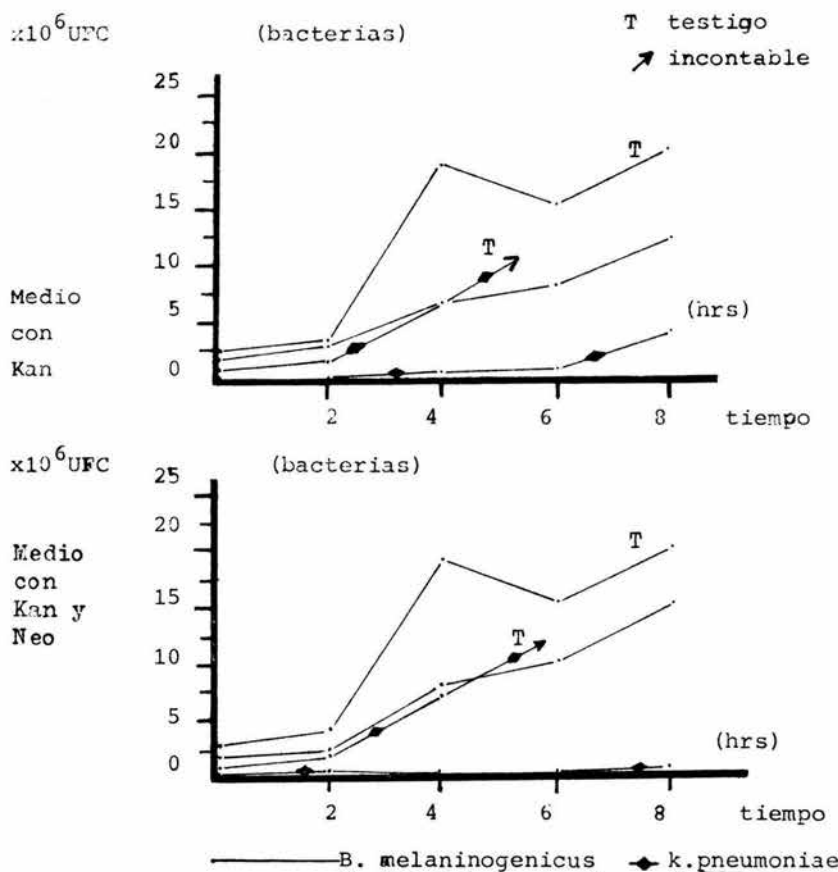 x10⁶UFC (bacterias) T testigo
↗ incontable
25
20
T
15
T
10
Medio
con
Kan
5
(hrs)
0
2 4 6 8 tiempo
x10⁶UFC (bacterias)
25
20
T
Medio
con
Kan y
Neo
15
T
10
5
(hrs)
0
2 4 6 8 tiempo
B. melaninogenicus k.pneumoniae